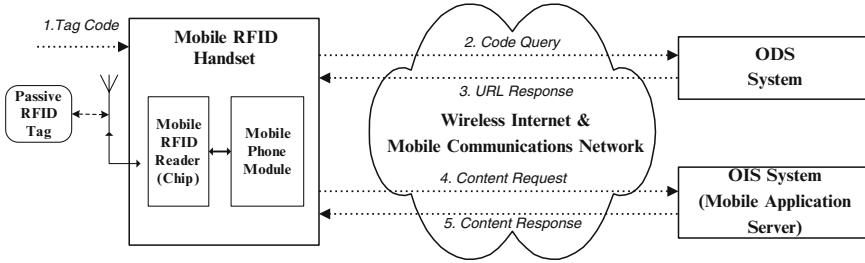 1.Tag Code
Mobile RFID
Handset
Passive
RFID
Tag
Mobile
RFID
Reader
(Chip)
Mobile
Phone
Module
2. Code Query
3. URL Response
Wireless Internet &
Mobile Communications Network
4. Content Request
5. Content Response
ODS
System
OIS System
(Mobile Application
Server)